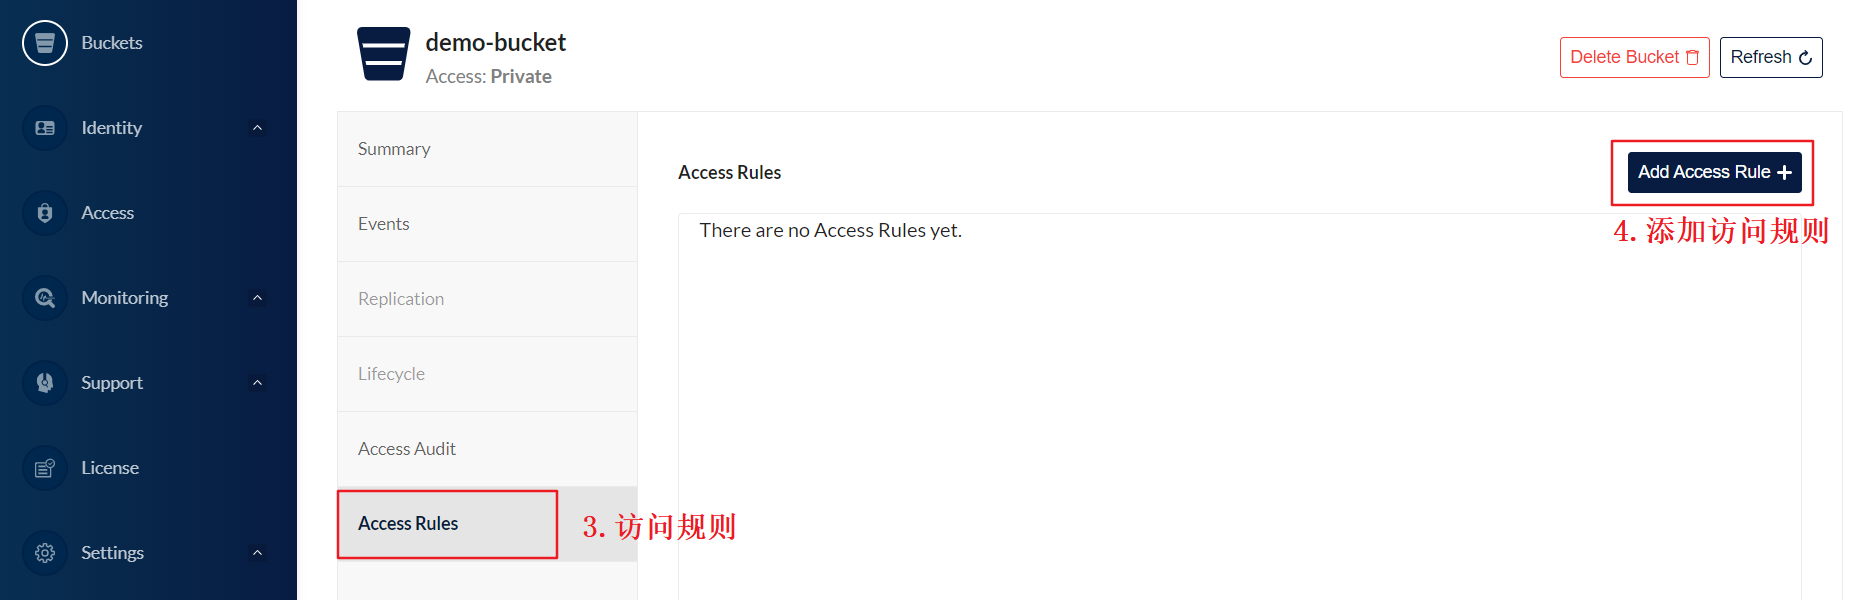 Buckets
Identity
Access
Monitoring
Support
License
Settings
demo-bucket
Access: Private
Delete Bucket
Refresh
Summary
Events
Replication
Lifecycle
Access Audit
Access Rules
3. 访问规则
Access Rules
Add Access Rule +
4. 添加访问规则
There are no Access Rules yet.